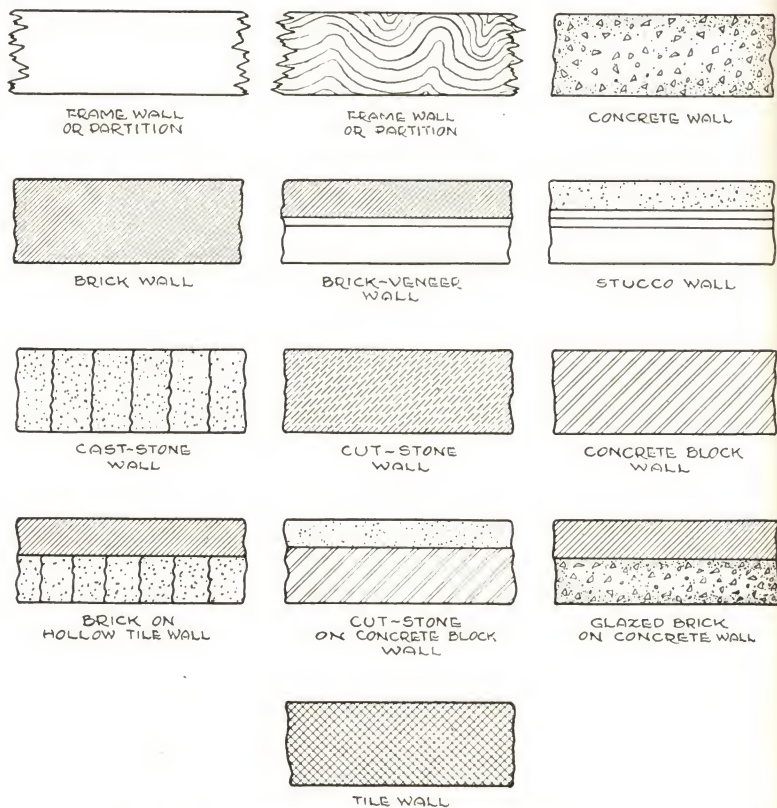 FRAME WALL
OR PARTITION
FRAME WALL
OR PARTITION
CONCRETE WALL
BRICK WALL
BRICK-VENEER
WALL
STUCCO WALL
CAST-STONE
WALL
CUT-STONE
WALL
CONCRETE BLOCK
WALL
BRICK ON
HOLLOW TILE WALL
CUT-STONE
ON CONCRETE BLOCK
WALL
GLAZED BRICK
ON CONCRETE WALL
TILE WALL